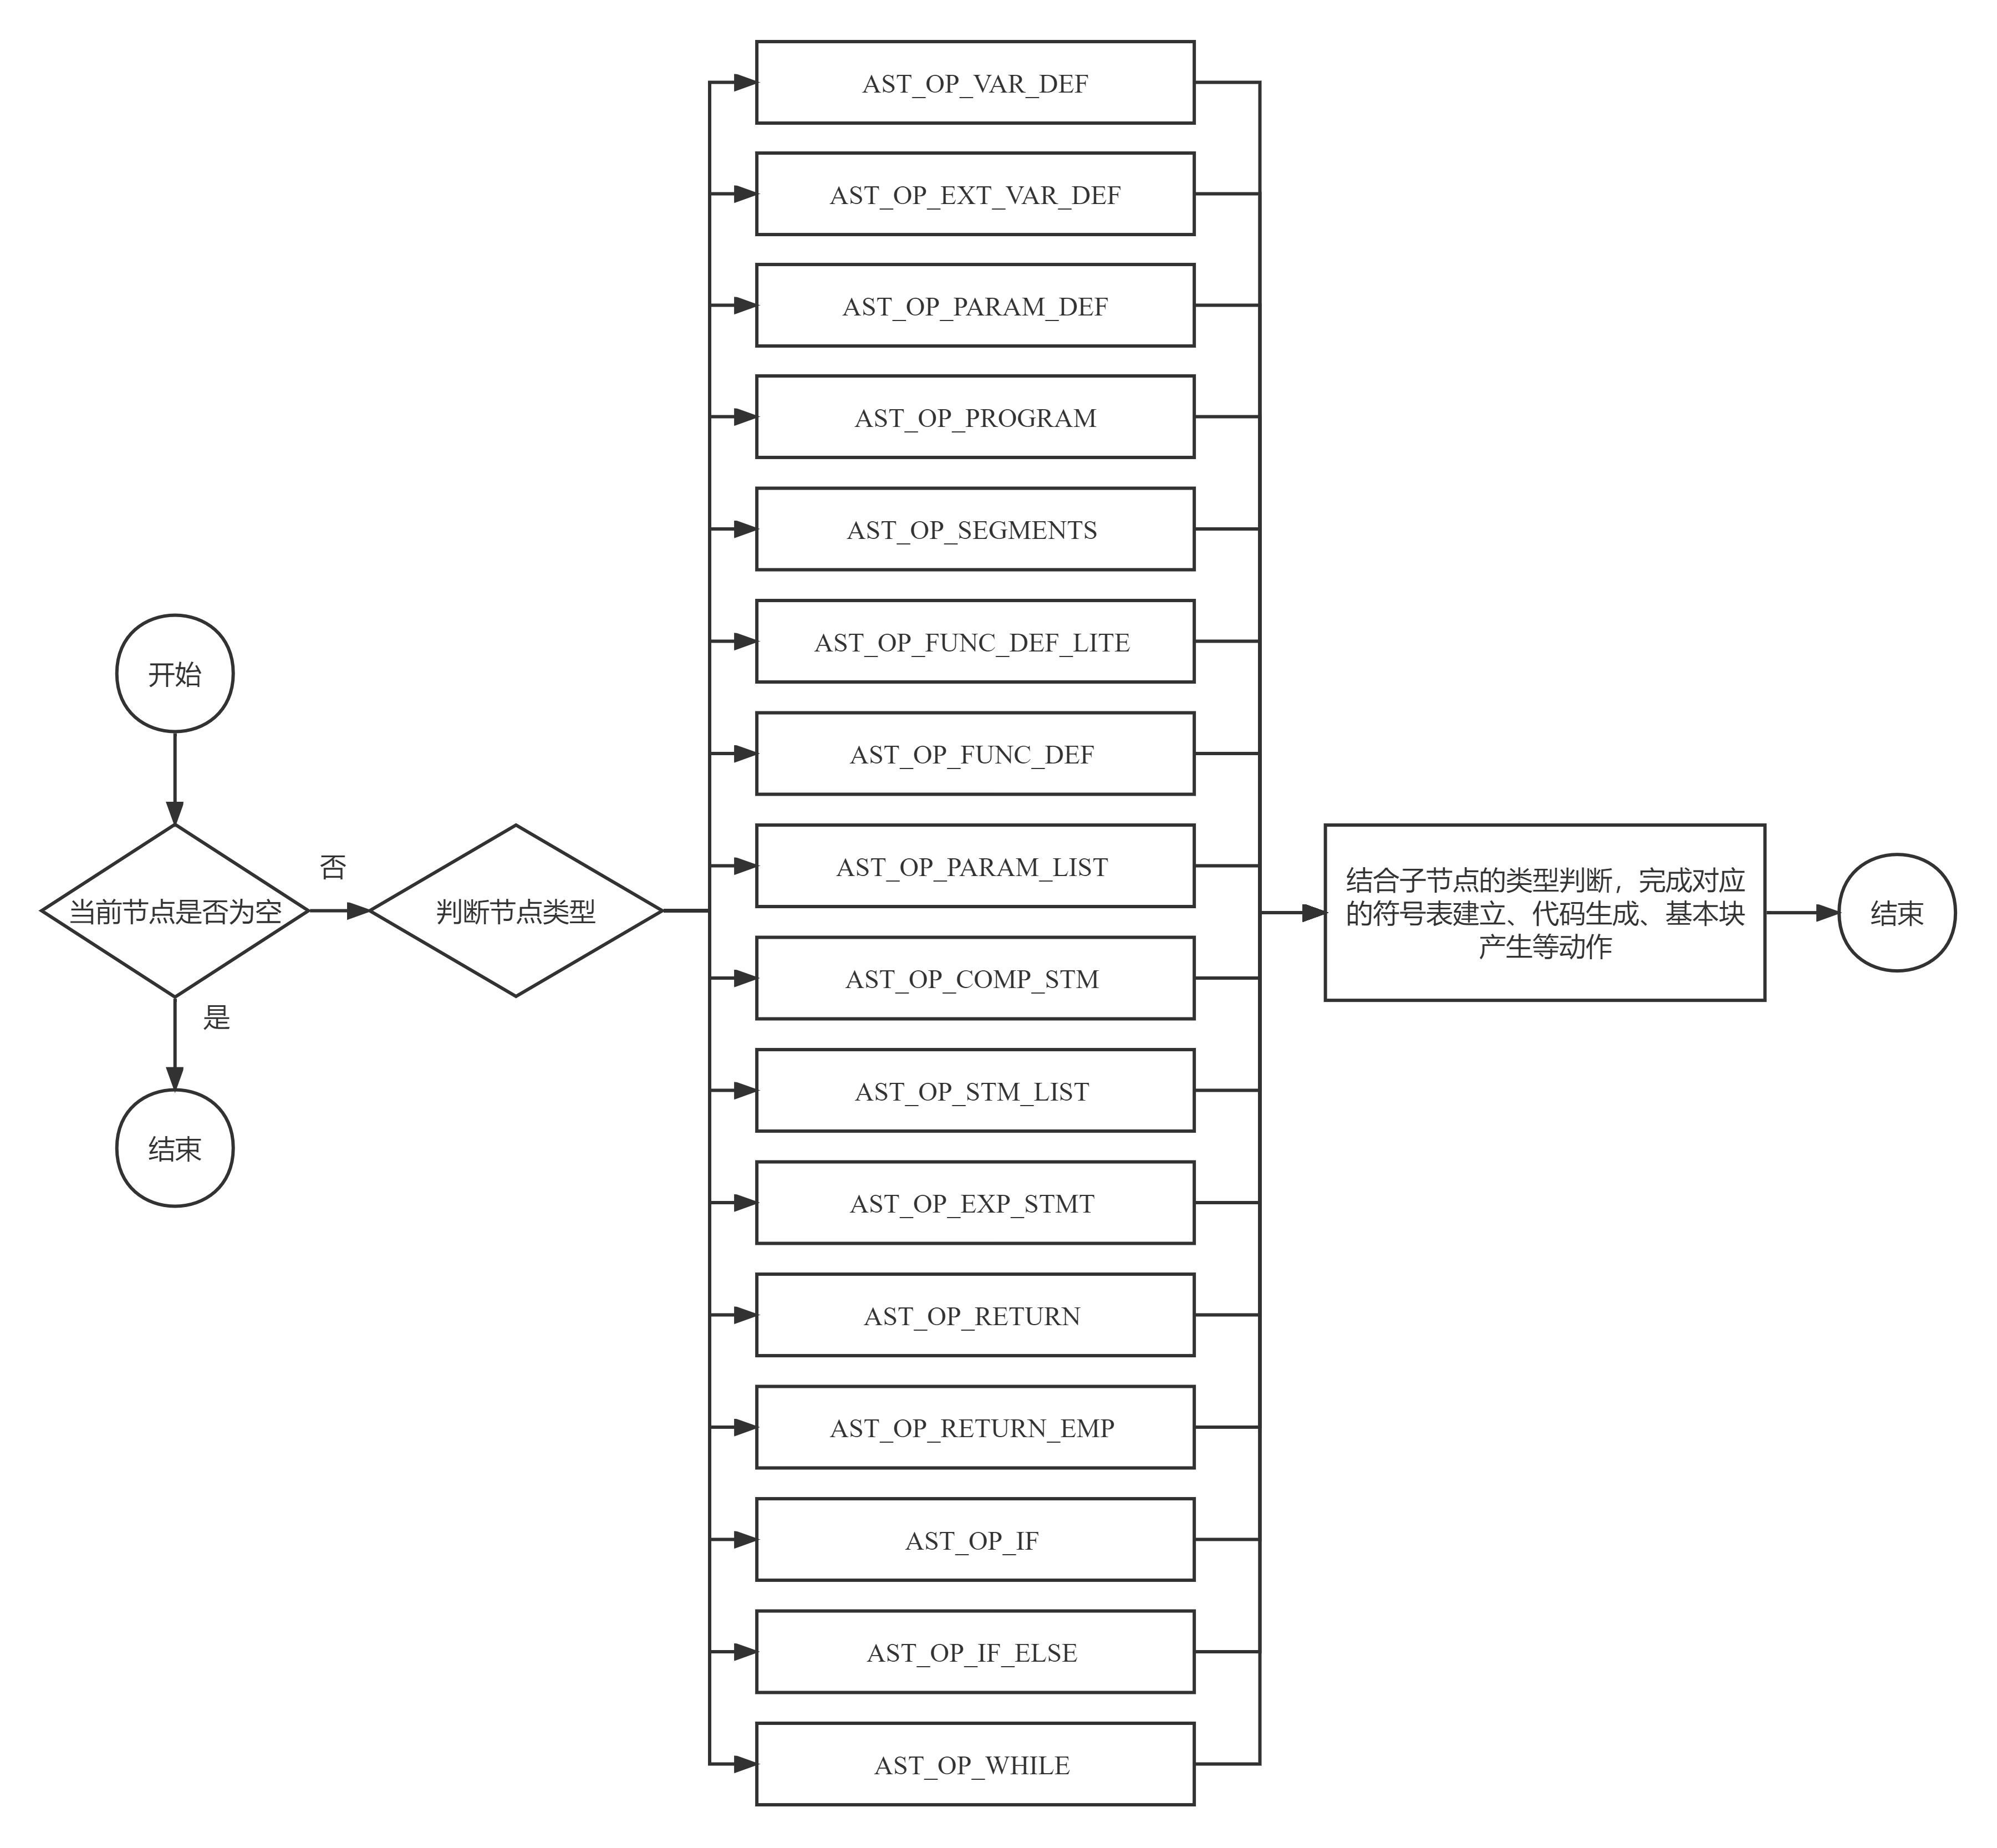 开始
当前节点是否为空
否
是
结束
判断节点类型
AST_OP_VAR_DEF
AST_OP_EXT_VAR_DEF
AST_OP_PARAM_DEF
AST_OP_PROGRAM
AST_OP_SEGMENTS
AST_OP_FUNC_DEF_LITE
AST_OP_FUNC_DEF
AST_OP_PARAM_LIST
AST_OP_COMP_STM
AST_OP_STM_LIST
AST_OP_EXP_STMT
AST_OP_RETURN
AST_OP_RETURN_EMP
AST_OP_IF
AST_OP_IF_ELSE
AST_OP_WHILE
结合子节点的类型判断，完成对应
的符号表建立、代码生成、基本块
产生等动作
结束